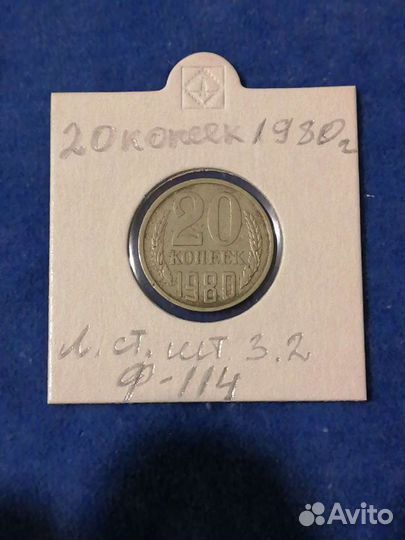 20 копеек 1980г
20
КОПЕЕК
1980
л. ст. шт. 3.2
Ф-114
Avito